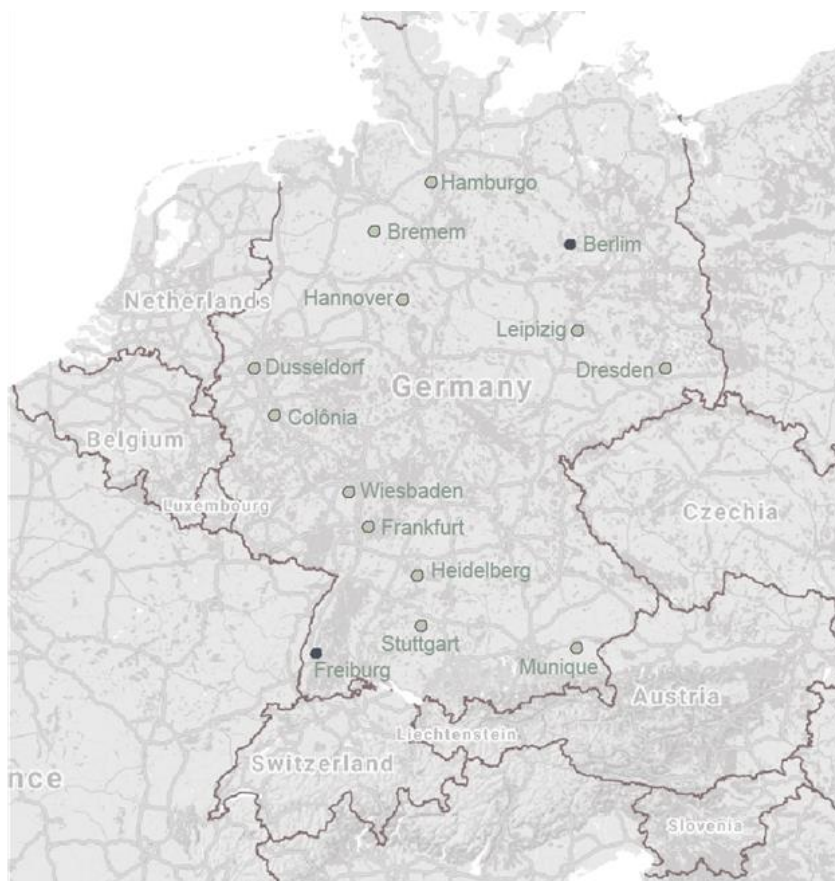 Hamburgo
Bremem
Berlim
Netherlands
Hannover
Leipizig
Dusseldorf
Dresden
Germany
Colônia
Belgium
Wiesbaden
Luxembourg
Czechia
Frankfurt
Heidelberg
Stuttgart
Freiburg
Munique
Austria
Liechtenstein
Switzerland
nce
Slovenia